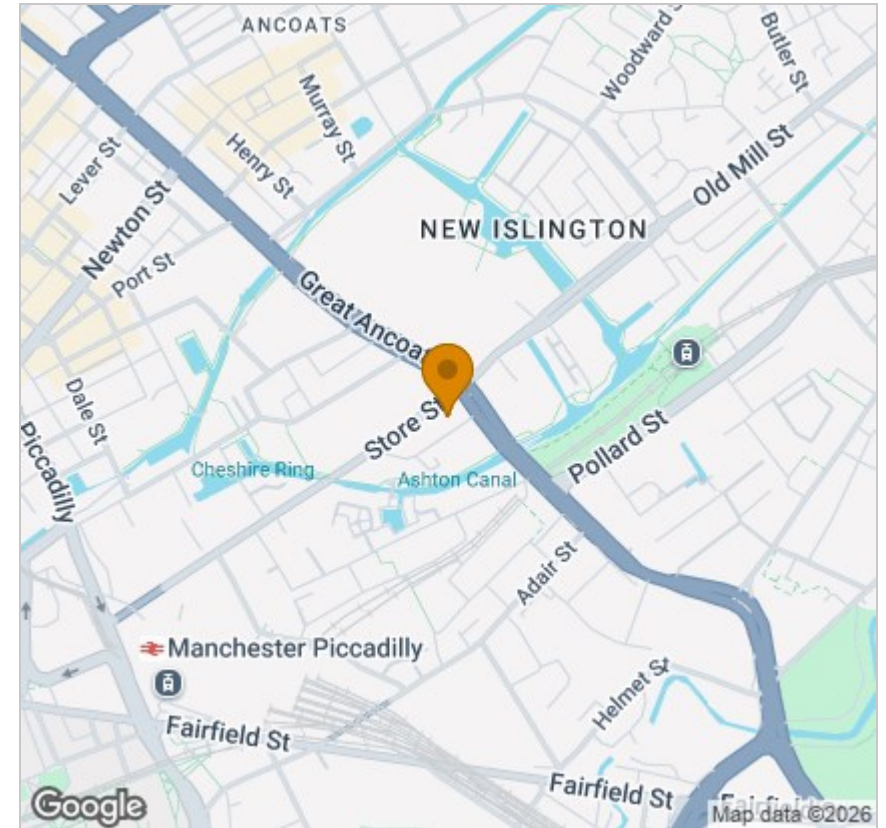 ANCOATS
Woodward S
Butler St
Murray St
Lever St
Henry St
Old Mill St
Newton St
NEW ISLINGTON
Port St
Great Ancoa
Dale St
Store St
Piccadilly
Pollard St
Cheshire Ring
Ashton Canal
Adair St
Manchester Piccadilly
Helmet St
Fairfield St
Fairfield St
Google
Map data ©2026